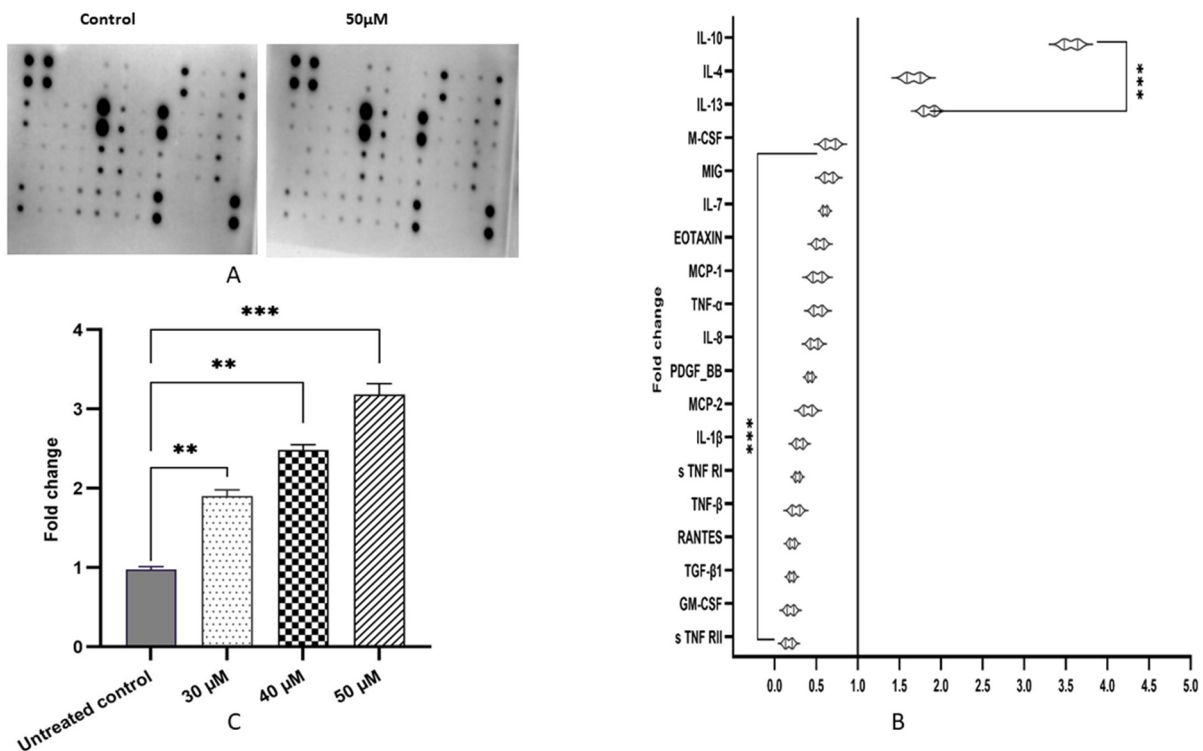 Control
50µM
A
***
**
**
Fold change
4
3
2
1
0
Untreated control
30 µM
40 µM
50 µM
C
Fold change
IL-10
IL-4
IL-13
M-CSF
MIG
IL-7
EOTAXIN
MCP-1
TNF-α
IL-8
PDGF_BB
MCP-2
IL-1β
s TNF RI
TNF-β
RANTES
TGF-β1
GM-CSF
s TNF RII
***
***
0.0 0.5 1.0 1.5 2.0 2.5 3.0 3.5 4.0 4.5 5.0
B